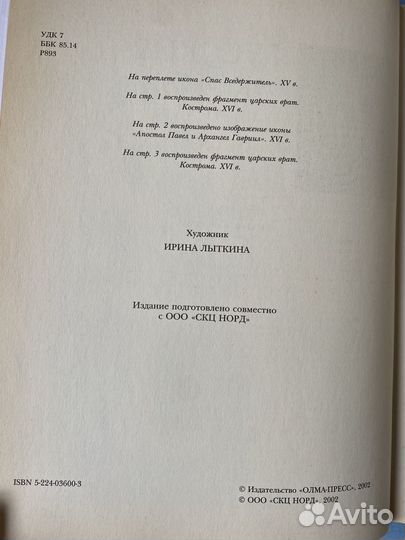 УДК 7
ББК 85.14
Р893
На переплете икона «Спас Вседержитель». XV в.
На стр. 1 воспроизведен фрагмент царских врат.
Кострома. XVI в.
На стр. 2 воспроизведено изображение иконы
«Апостол Павел и Архангел Гавриил». XVI в.
На стр. 3 воспроизведен фрагмент царских врат.
Кострома. XVI в.
Художник
ИРИНА ЛЫТКИНА
Издание подготовлено совместно
с ООО «СКЦ НОРД»
ISBN 5-224-03600-3
© Издательство «ОЛМА-ПРЕСС», 2002
© ООО «СКЦ НОРД», 2002
Avito